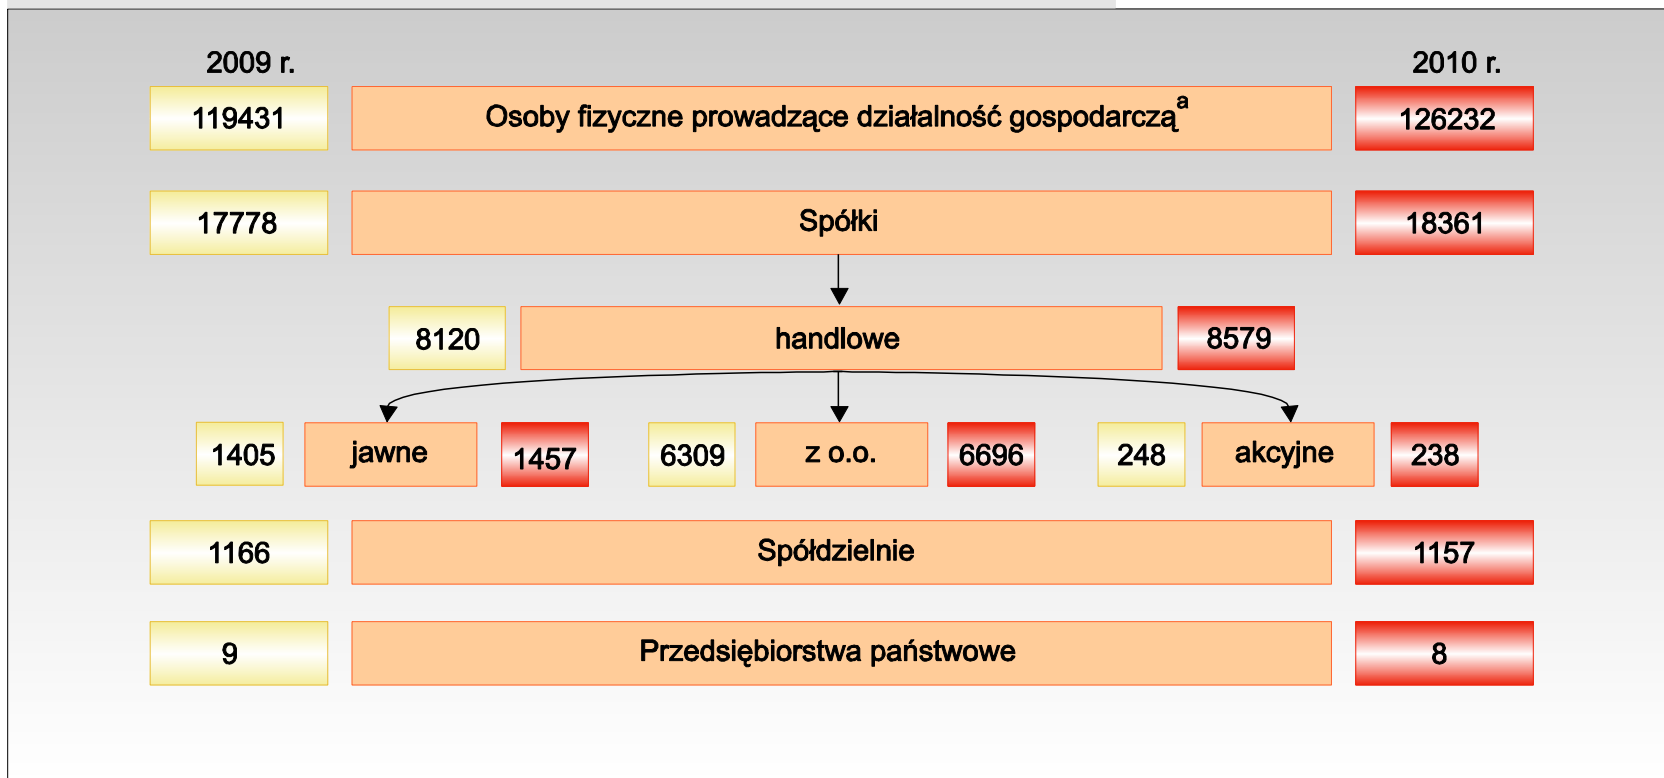 2009 r. 2010 r.
119431 Osoby fizyczne prowadzące działalność gospodarczą a 126232
17778 Spółki 18361
8120 handlowe 8579
1405 jawne 1457 6309 z o.o. 6696 248 akcyjne 238
1166 Spółdzielnie 1157
9 Przedsiębiorstwa państwowe 8